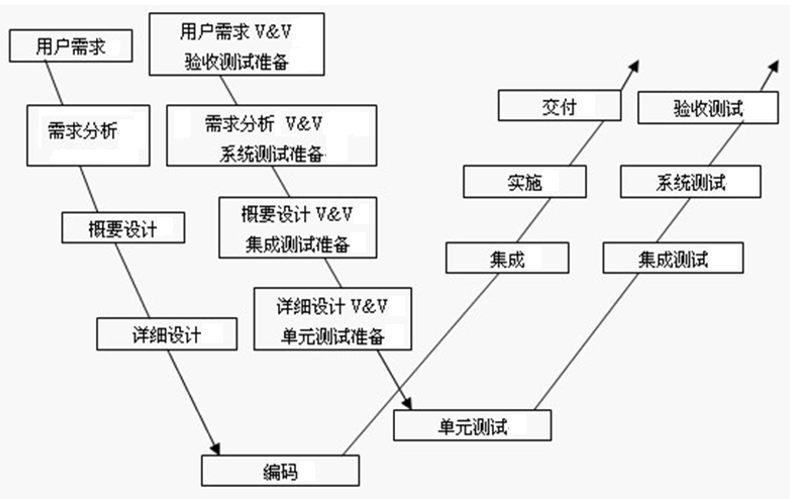 用户需求
用户需求 V&V
验收测试准备
需求分析
需求分析 V&V
系统测试准备
概要设计
概要设计 V&V
集成测试准备
详细设计
详细设计 V&V
单元测试准备
编码
单元测试
集成
集成测试
实施
系统测试
交付
验收测试